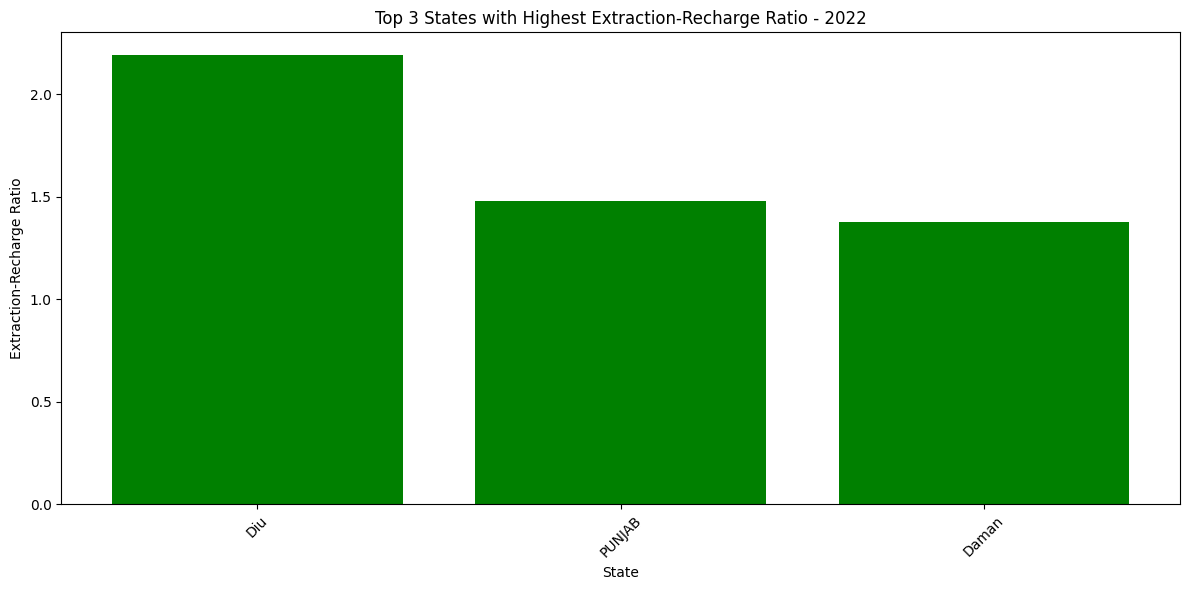 Top 3 States with Highest Extraction-Recharge Ratio - 2022
Extraction-Recharge Ratio
2.0
1.5
1.0
0.5
0.0
Diu
PUNJAB
Daman
State